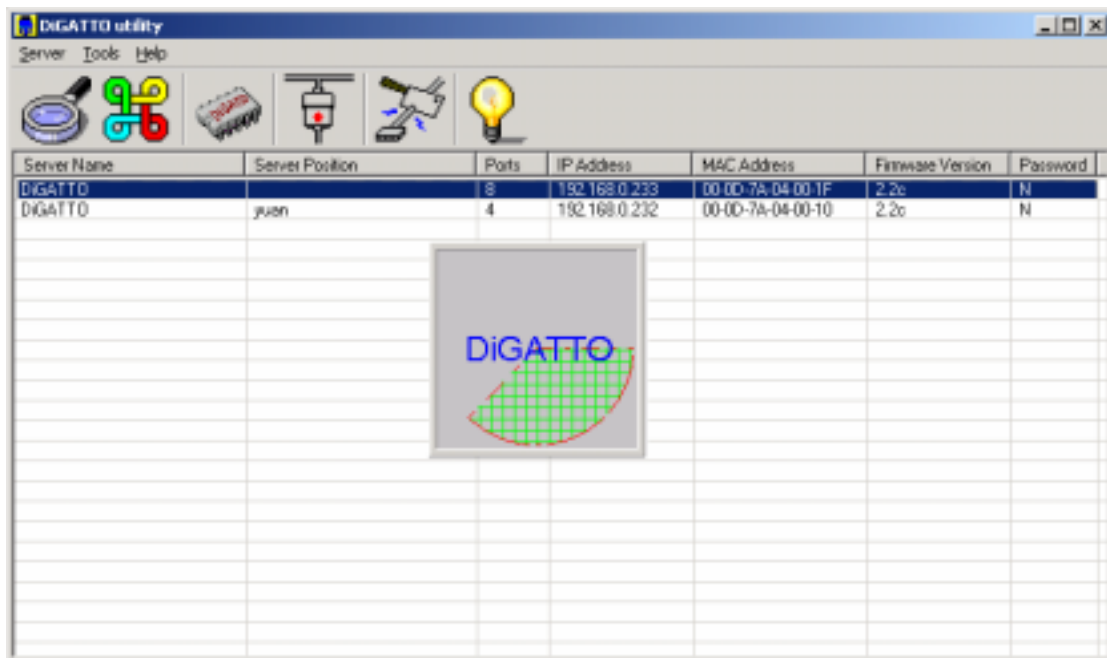 DiGATTO utility
Server Tools Help
DiGATTO
Server Name Server Position Ports IP Address MAC Address Firmware Version Password
DiGATTO 8 192.168.0.233 00-0D-7A-04-00-1F 2.2c N
DiGATTO yuan 4 192.168.0.232 00-0D-7A-04-00-10 2.2c N
DiGATTO